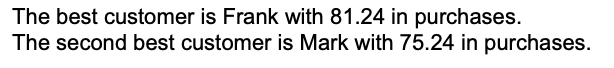 The best customer is Frank with 81.24 in purchases.
The second best customer is Mark with 75.24 in purchases.